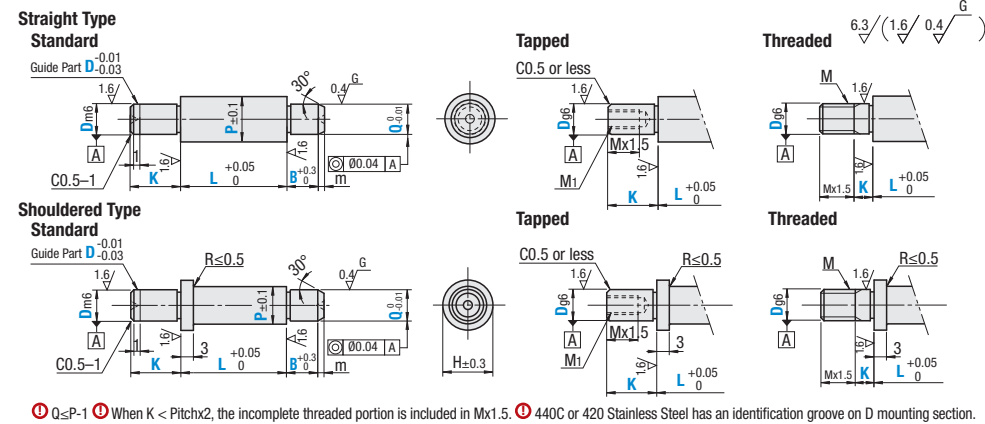 Straight Type
Standard
Guide Part D -0.01 -0.03
1.6
30°
0.4 G
Dm6
P±0.1
Q 0 -0.01
A
1
1.6
1.6
◎ Ø0.04 A
C0.5–1
K
L +0.05 0
B +0.3 0
m
Tapped
C0.5 or less
1.6
Dg6
A
Mx1.5
1.6
M1
K
L +0.05 0
Threaded
6.3 ( 1.6 0.4 G )
M
1.6
Dg6
A
1.6
Mx1.5
K
L +0.05 0
Shouldered Type
Standard
Guide Part D -0.01 -0.03
R≤0.5
1.6
30°
0.4 G
Dm6
P±0.1
Q 0 -0.01
A
1
1.6
3
1.6
◎ Ø0.04 A
C0.5–1
K
L +0.05 0
B +0.3 0
m
H±0.3
Tapped
C0.5 or less
R≤0.5
1.6
Dg6
A
Mx1.5
M1
1.6
3
K
L +0.05 0
Threaded
M
1.6
R≤0.5
Dg6
A
1.6
3
Mx1.5
K
L +0.05 0
Q≤P-1 When K < Pitchx2, the incomplete threaded portion is included in Mx1.5. 440C or 420 Stainless Steel has an identification groove on D mounting section.